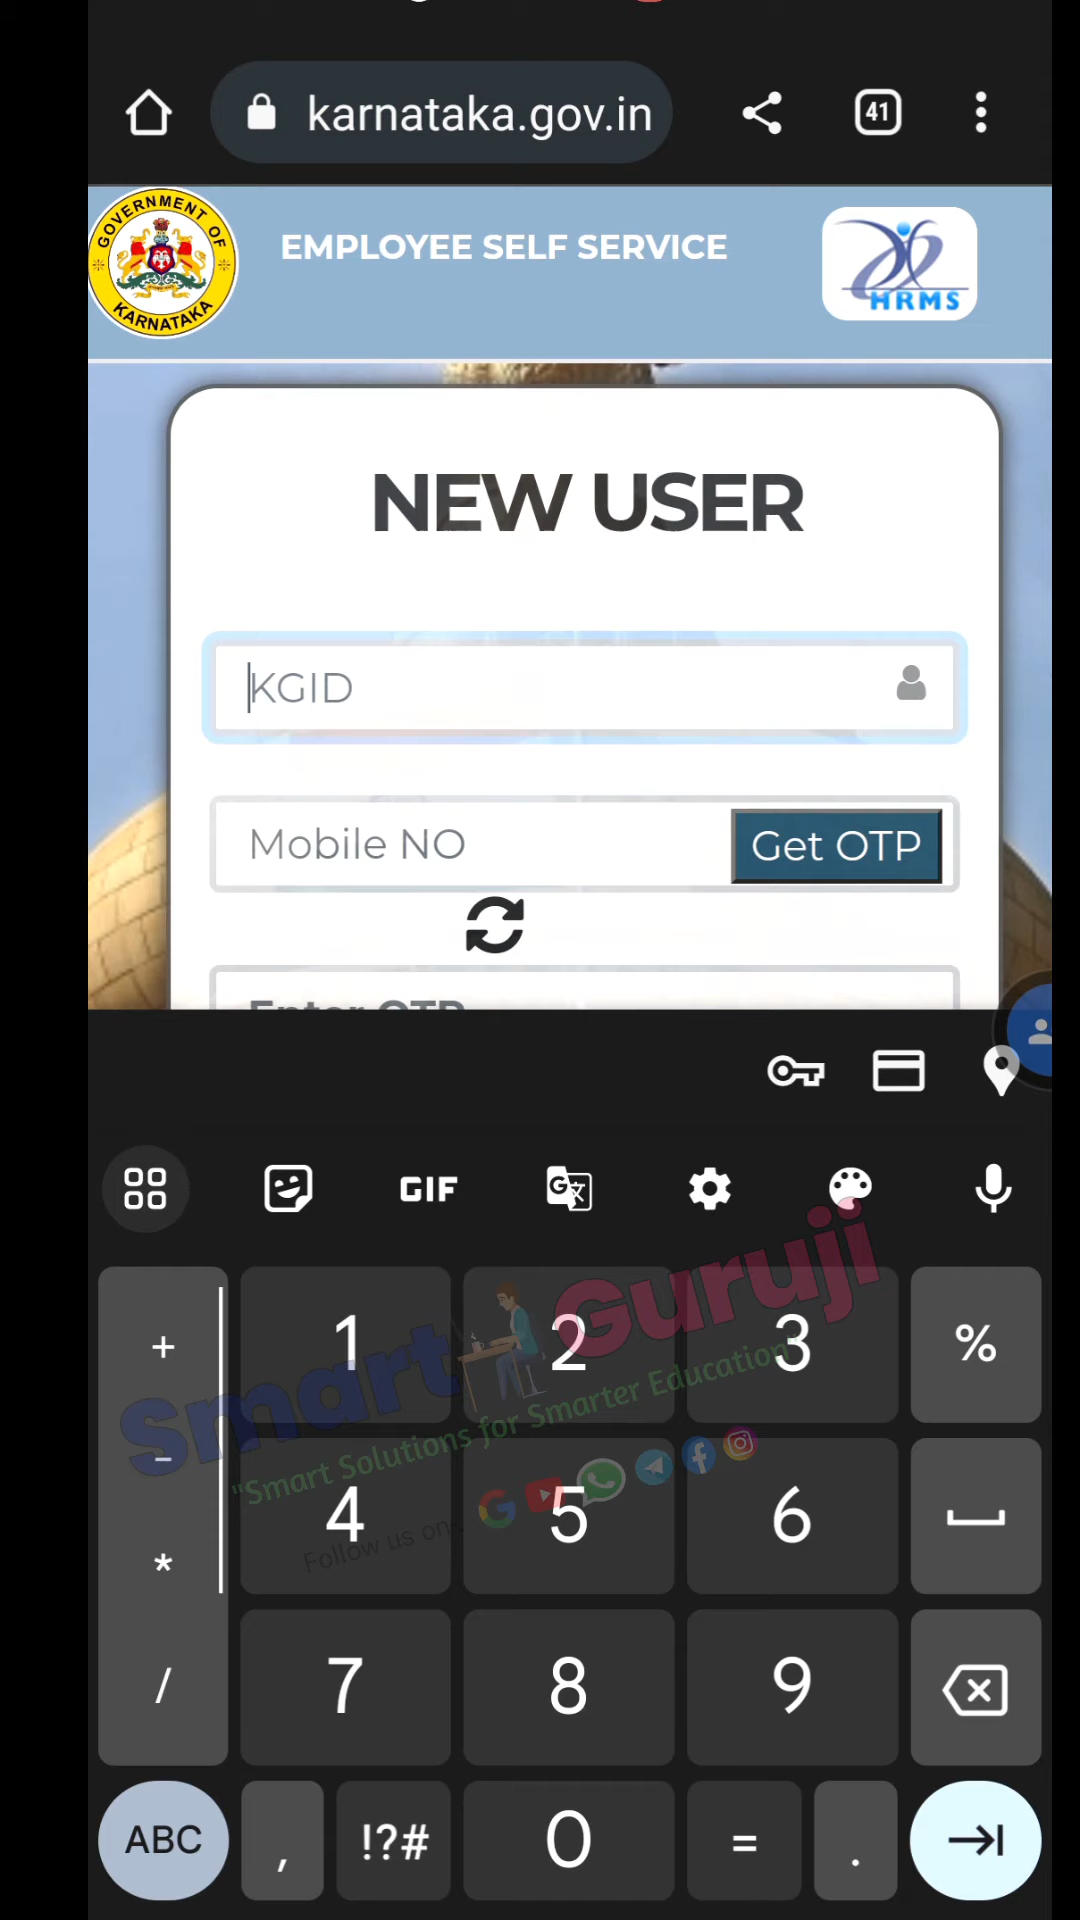 karnataka.gov.in
41
GOVERNMENT OF
KARNATAKA
EMPLOYEE SELF SERVICE
HRMS
NEW USER
KGID
Mobile NO
Get OTP
Enter OTP
GIF
+
1
2
3
%
-
4
5
6
*
7
8
9
/
ABC
,
!?#
0
=
.
Smart Guruji
"Smart Solutions for Smarter Education"
Follow us on-